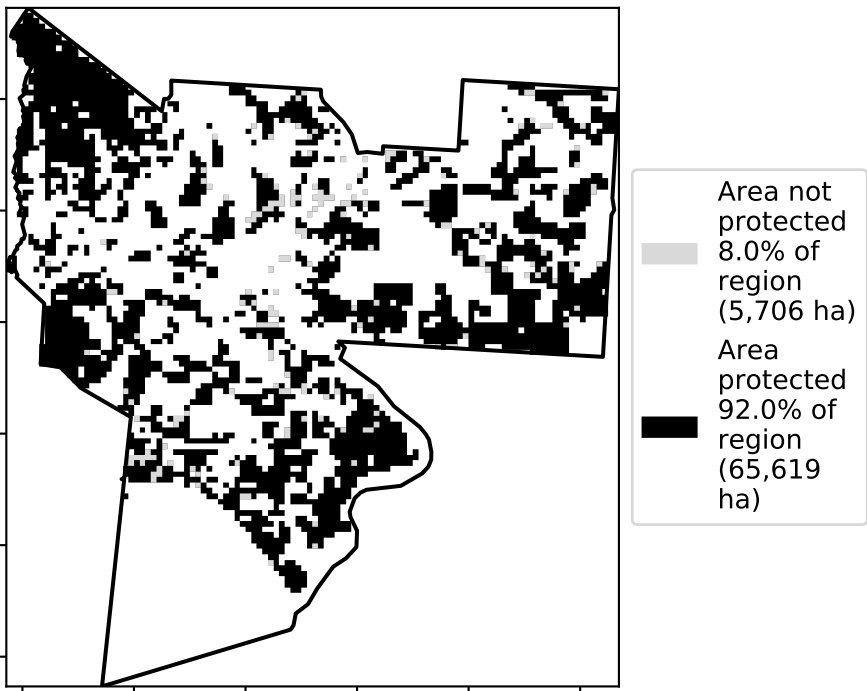 Area not
protected
8.0% of
region
(5,706 ha)
Area
protected
92.0% of
region
(65,619
ha)